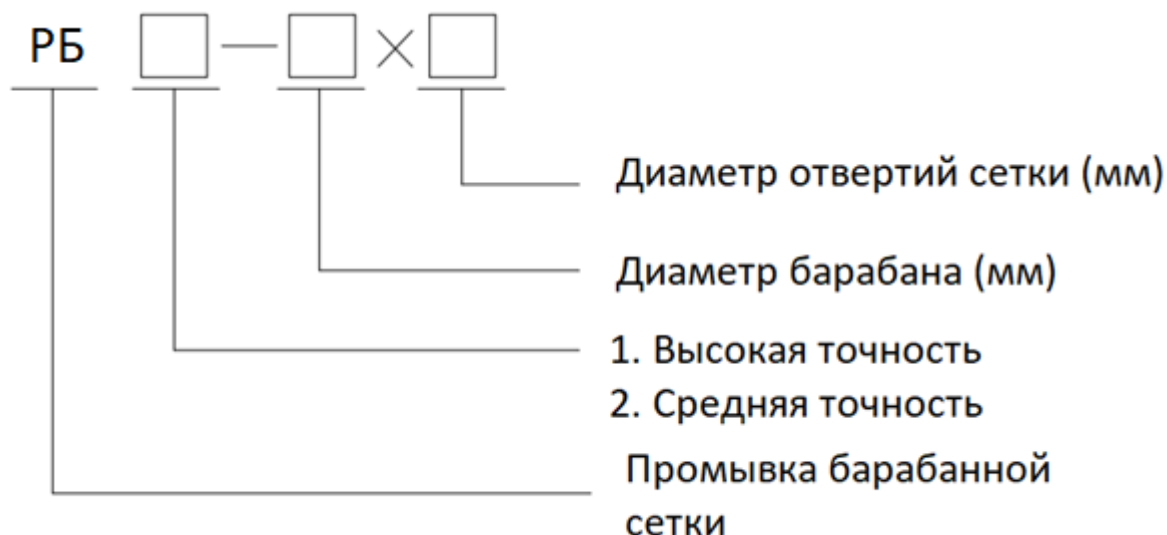 РБ □ — □ × □
Диаметр отвертий сетки (мм)
Диаметр барабана (мм)
1. Высокая точность
2. Средняя точность
Промывка барабанной
сетки